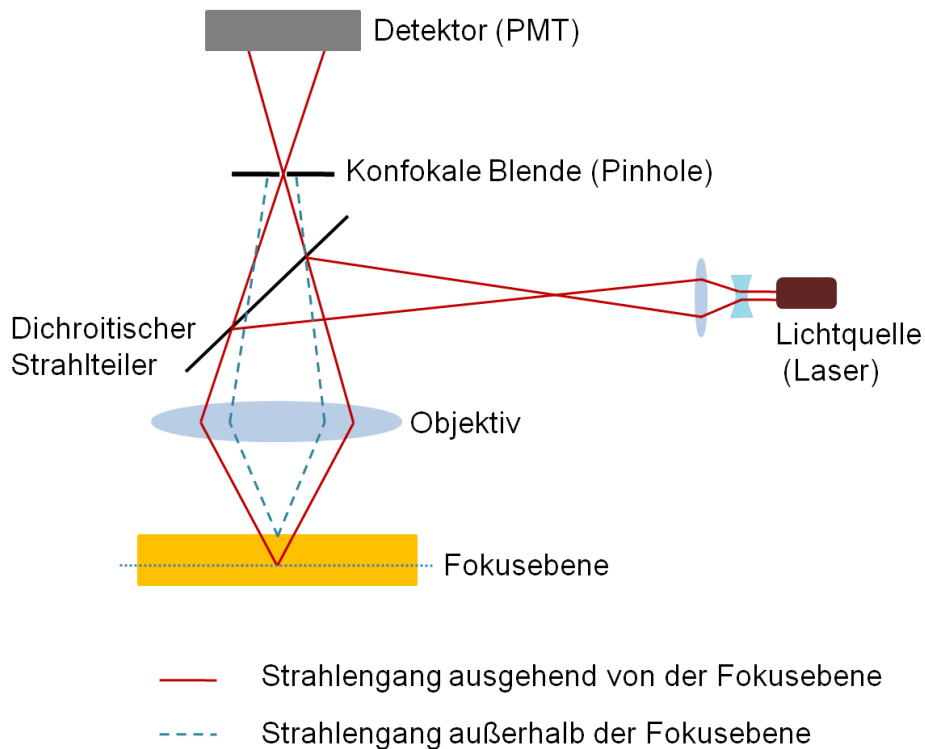 Detektor (PMT)
Konfokale Blende (Pinhole)
Dichroitischer
Strahlteiler
Lichtquelle
(Laser)
Objektiv
Fokusebene
Strahlengang ausgehend von der Fokusebene
Strahlengang außerhalb der Fokusebene